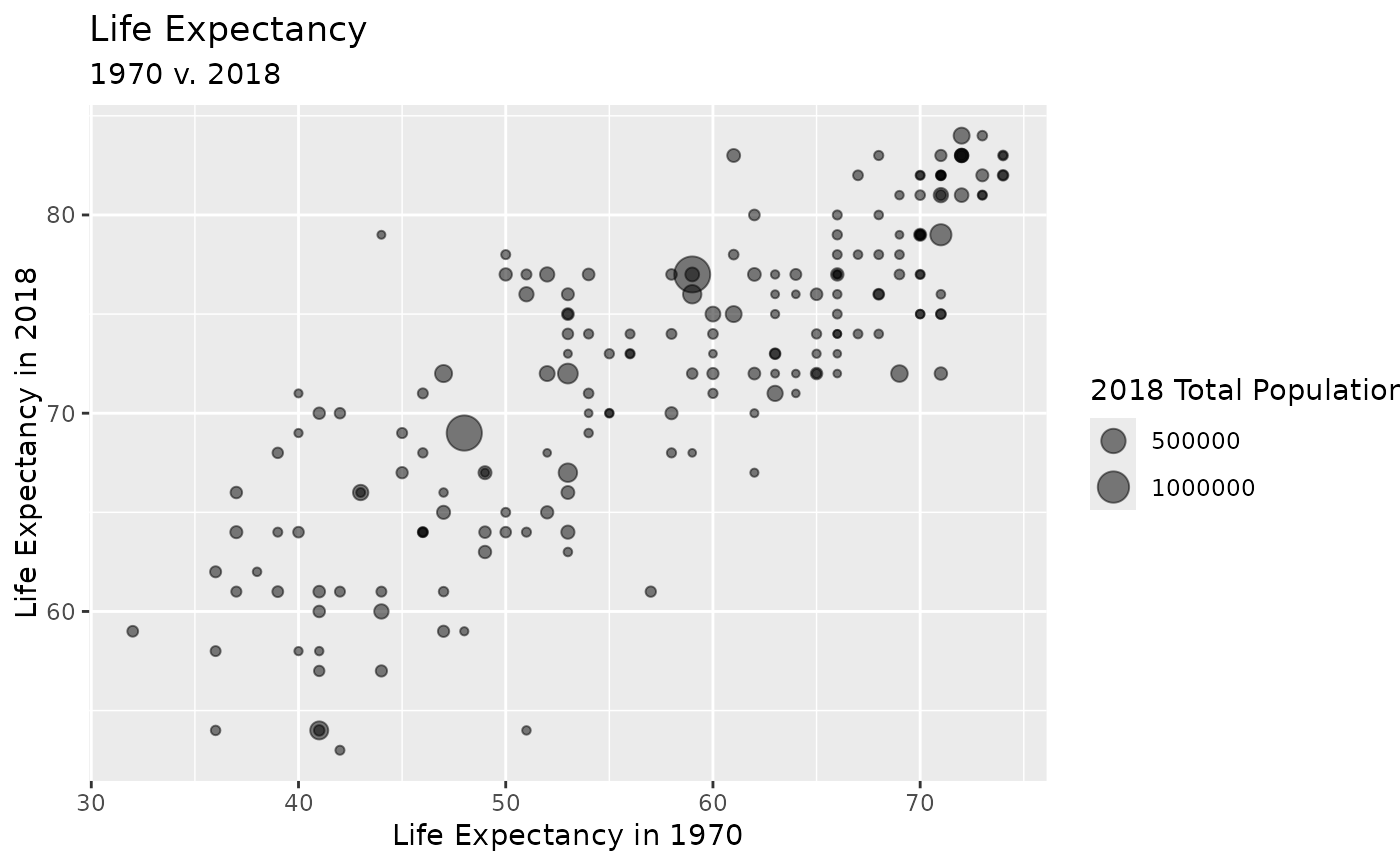 Life Expectancy
1970 v. 2018
Life Expectancy in 2018
80
70
60
30
40
50
60
70
Life Expectancy in 1970
2018 Total Population
500000
1000000